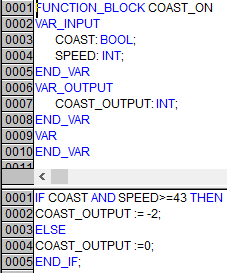 0001 FUNCTION_BLOCK COAST_ON
0002 VAR_INPUT
0003 COAST: BOOL;
0004 SPEED: INT;
0005 END_VAR
0006 VAR_OUTPUT
0007 COAST_OUTPUT: INT;
0008 END_VAR
0009 VAR
0010 END_VAR
0001 IF COAST AND SPEED>=43 THEN
0002 COAST_OUTPUT := -2;
0003 ELSE
0004 COAST_OUTPUT :=0;
0005 END_IF;